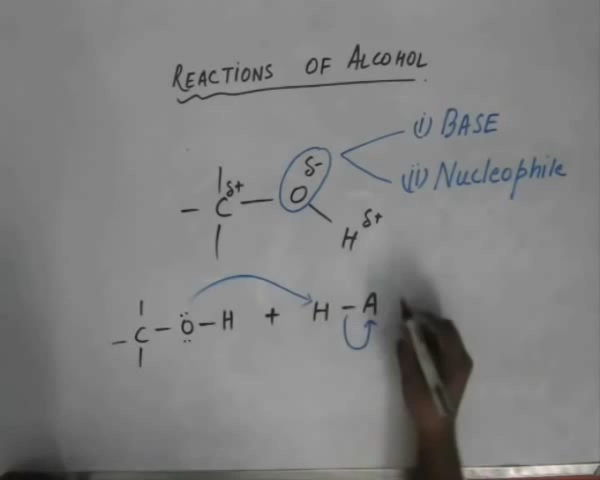 REACTIONS OF ALCOHOL
(i) BASE
(ii) Nucleophile
δ-
δ+
— C — O
H δ+
— C — Ö — H + H — A